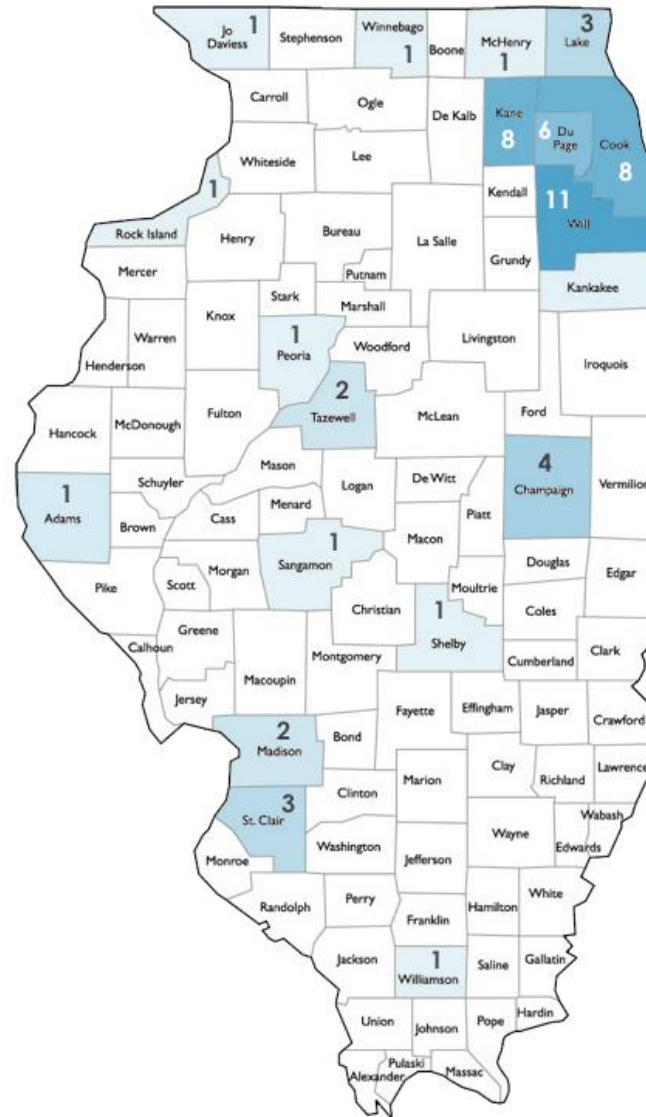 Jo
Daviess
1
Stephenson
Winnebago
1
Boone
McHenry
1
3
Lake
Carroll
Ogle
De Kalb
Kane
8
6
Du
Page
Cook
8
Whiteside
Lee
1
Rock Island
Kendall
11
Will
Henry
Bureau
La Salle
Grundy
Mercer
Putnam
Kankakee
Stark
Marshall
Knox
1
Peoria
Woodford
Livingston
Warren
Henderson
Iroquois
2
Tazewell
McLean
Ford
Fulton
McDonough
Hancock
Mason
4
Champaign
Vermilion
Schuyler
Logan
De Witt
1
Adams
Menard
Cass
Piatt
Brown
1
Sangamon
Macon
Douglas
Edgar
Morgan
Scott
Pike
Moultrie
Christian
1
Shelby
Coles
Greene
Calhoun
Clark
Montgomery
Cumberland
Macoupin
Jersey
Fayette
Effingham
Jasper
Crawford
2
Madison
Bond
Clay
Marion
Richland
Lawrence
3
St. Clair
Clinton
Wabash
Wayne
Edwards
Washington
Monroe
Jefferson
Perry
Randolph
Hamilton
White
Franklin
1
Williamson
Jackson
Saline
Gallatin
Union
Johnson
Pope
Hardin
Pulaski
Alexander
Massac